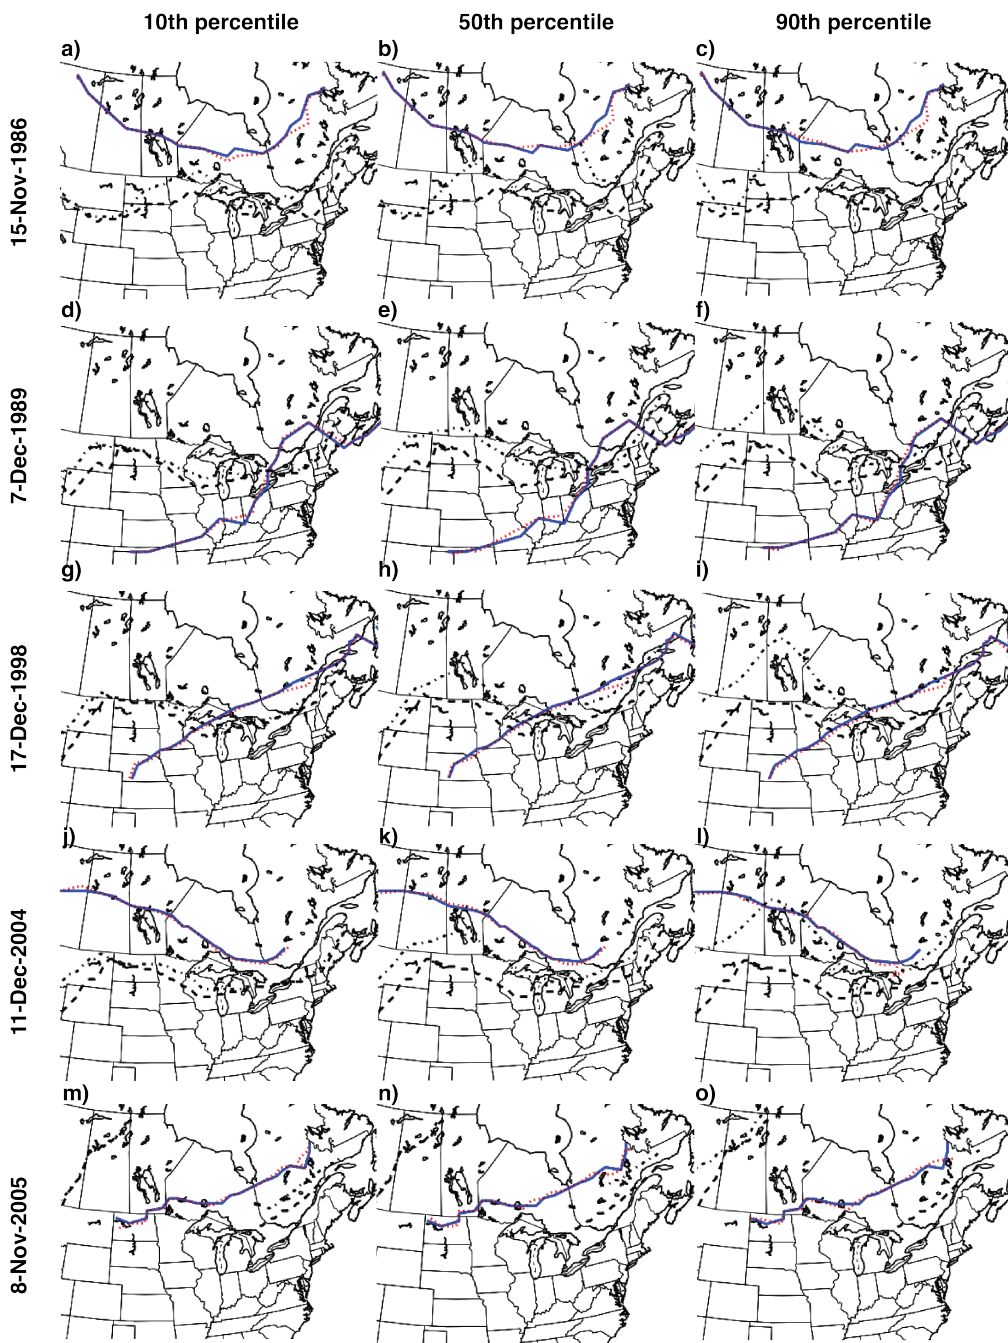 10th percentile 50th percentile 90th percentile
a) b) c)
15-Nov-1986
d) e) f)
7-Dec-1989
g) h) i)
17-Dec-1998
j) k) l)
11-Dec-2004
m) n) o)
8-Nov-2005